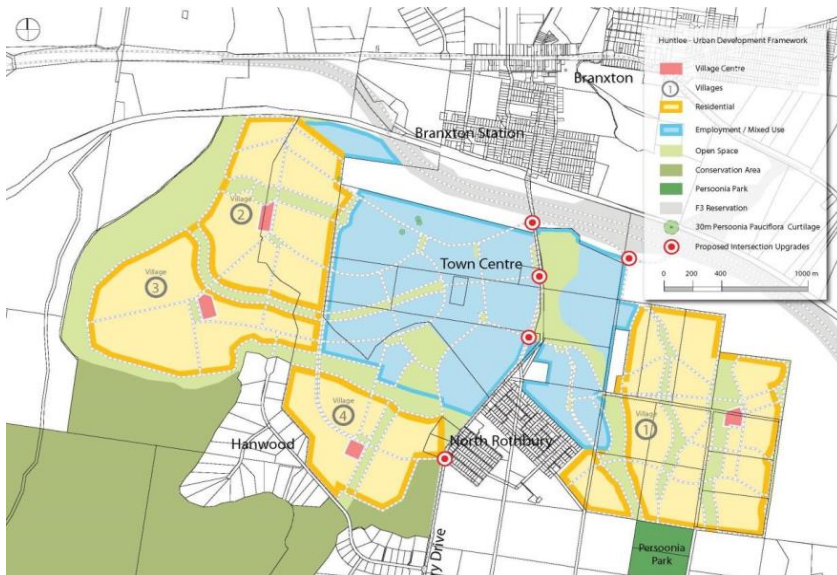 Huntlee - Urban Development Framework
Village Centre
1
Villages
Residential
Employment / Mixed Use
Open Space
Conservation Area
Persoonia Park
F3 Reservation
30m Persoonia Pauciflora Curtilage
Proposed Intersection Upgrades
0 200 400 1000 m
Branxton
Branxton Station
Village
2
Town Centre
Village
3
Village
4
Village
1
Hanwood
North Rothbury
ry Drive
Persoonia
Park